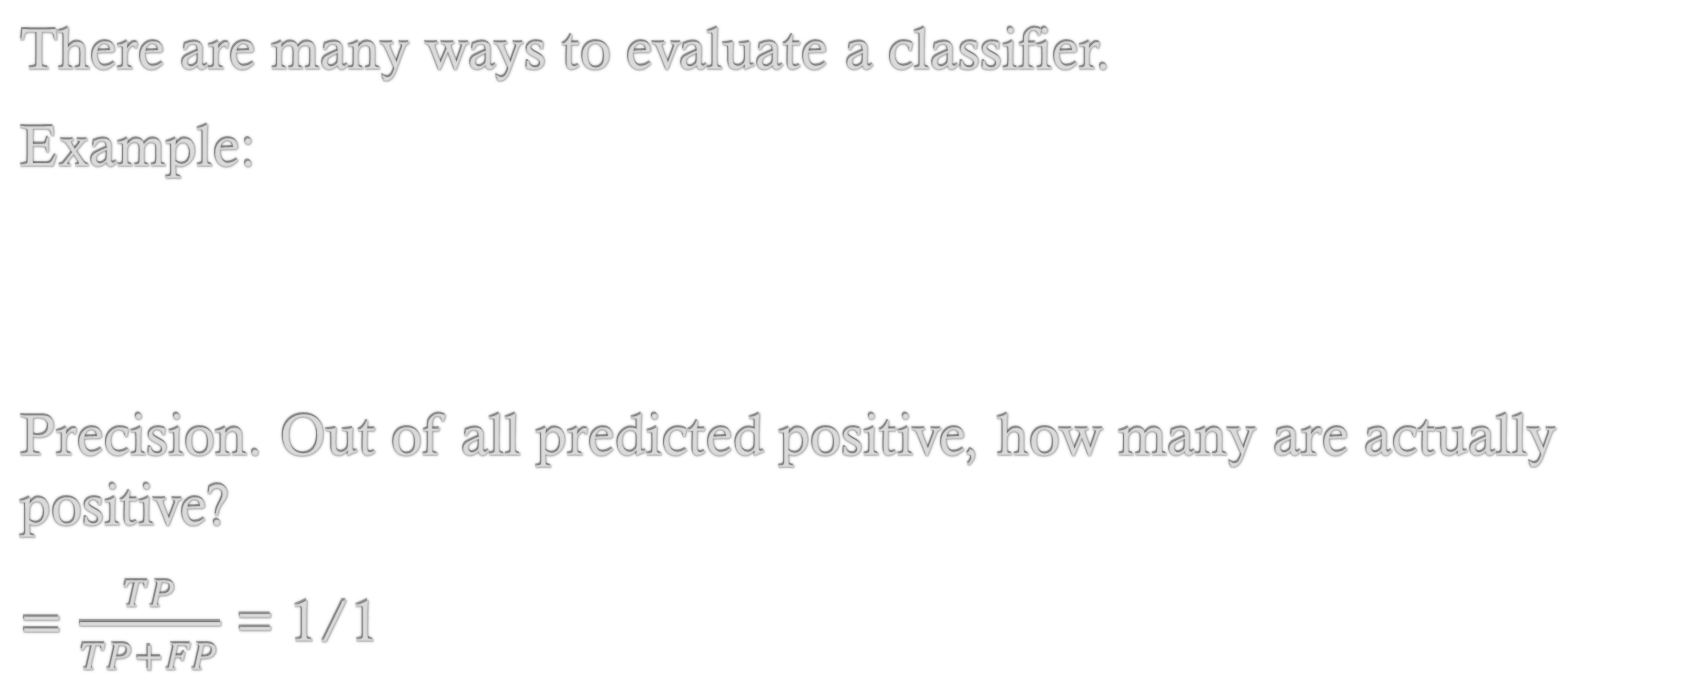 There are many ways to evaluate a classifier.
Example:
Precision. Out of all predicted positive, how many are actually
positive?
= TP / TP+FP = 1/1